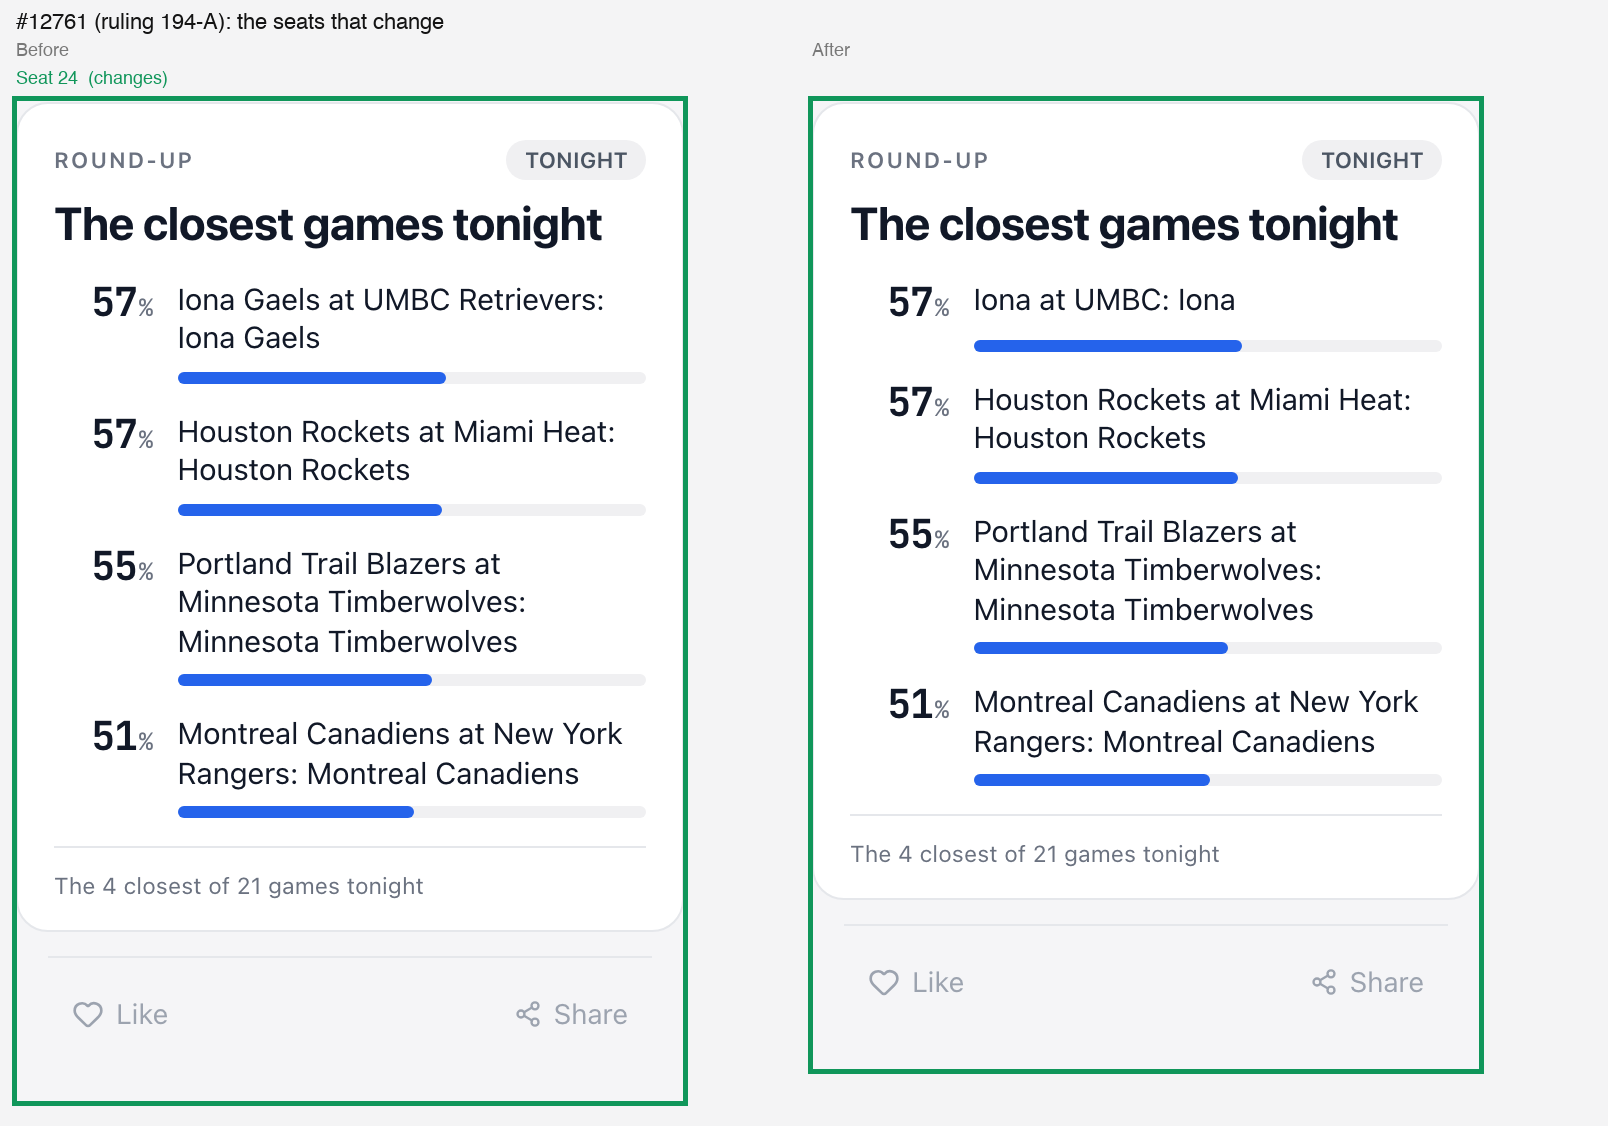 #12761 (ruling 194-A): the seats that change
Before
Seat 24 (changes)
ROUND-UP
TONIGHT
The closest games tonight
57%
Iona Gaels at UMBC Retrievers:
Iona Gaels
57%
Houston Rockets at Miami Heat:
Houston Rockets
55%
Portland Trail Blazers at
Minnesota Timberwolves:
Minnesota Timberwolves
51%
Montreal Canadiens at New York
Rangers: Montreal Canadiens
The 4 closest of 21 games tonight
Like
Share
After
ROUND-UP
TONIGHT
The closest games tonight
57%
Iona at UMBC: Iona
57%
Houston Rockets at Miami Heat:
Houston Rockets
55%
Portland Trail Blazers at
Minnesota Timberwolves:
Minnesota Timberwolves
51%
Montreal Canadiens at New York
Rangers: Montreal Canadiens
The 4 closest of 21 games tonight
Like
Share